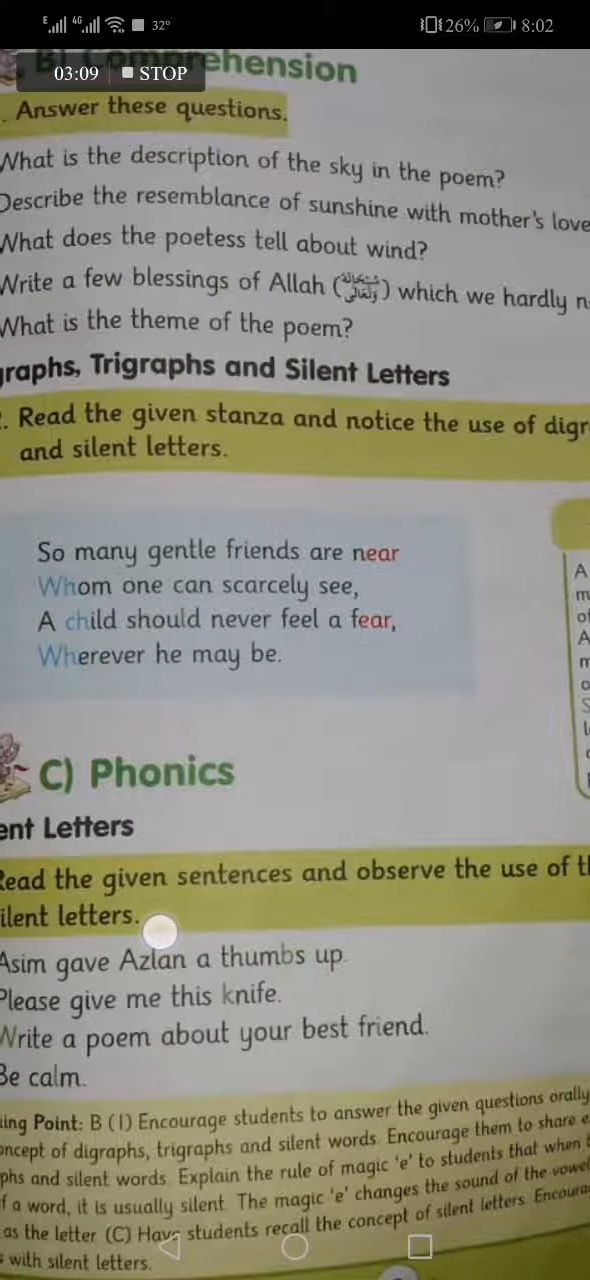 E 4G 32° 26% 8:02
B) Comprehension
03:09 STOP
. Answer these questions.
What is the description of the sky in the poem?
Describe the resemblance of sunshine with mother's love
What does the poetess tell about wind?
Write a few blessings of Allah () which we hardly n
What is the theme of the poem?
graphs, Trigraphs and Silent Letters
. Read the given stanza and notice the use of digr
and silent letters.
So many gentle friends are near
Whom one can scarcely see,
A child should never feel a fear,
Wherever he may be.
A
m
of
A
m
o
S
l
C) Phonics
ent Letters
Read the given sentences and observe the use of th
ilent letters.
Asim gave Azlan a thumbs up.
Please give me this knife.
Write a poem about your best friend.
Be calm.
ing Point: B (1) Encourage students to answer the given questions orally
oncept of digraphs, trigraphs and silent words. Encourage them to share e
phs and silent words. Explain the rule of magic 'e' to students that when
f a word, it is usually silent. The magic 'e' changes the sound of the vowel
as the letter (C) Have students recall the concept of silent letters. Encoura
s with silent letters.